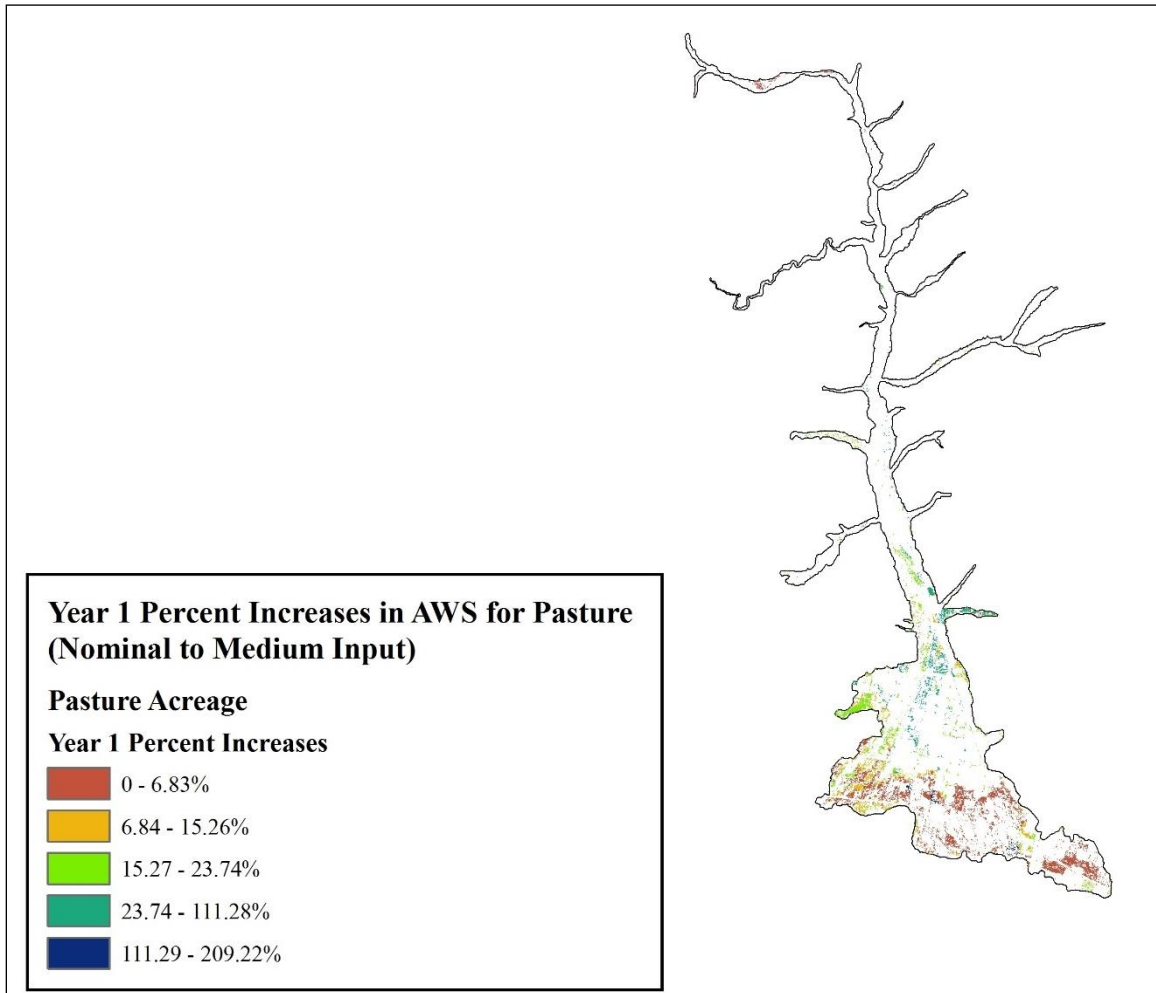 Year 1 Percent Increases in AWS for Pasture
(Nominal to Medium Input)
Pasture Acreage
Year 1 Percent Increases
0 - 6.83%
6.84 - 15.26%
15.27 - 23.74%
23.74 - 111.28%
111.29 - 209.22%